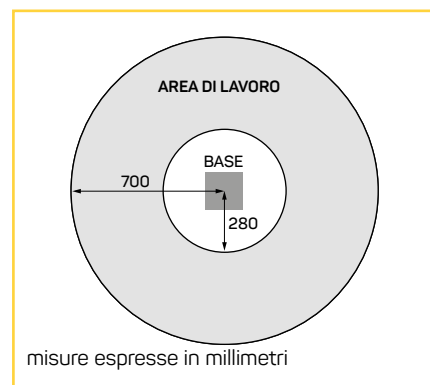 AREA DI LAVORO
BASE
700
280
misure espresse in millimetri